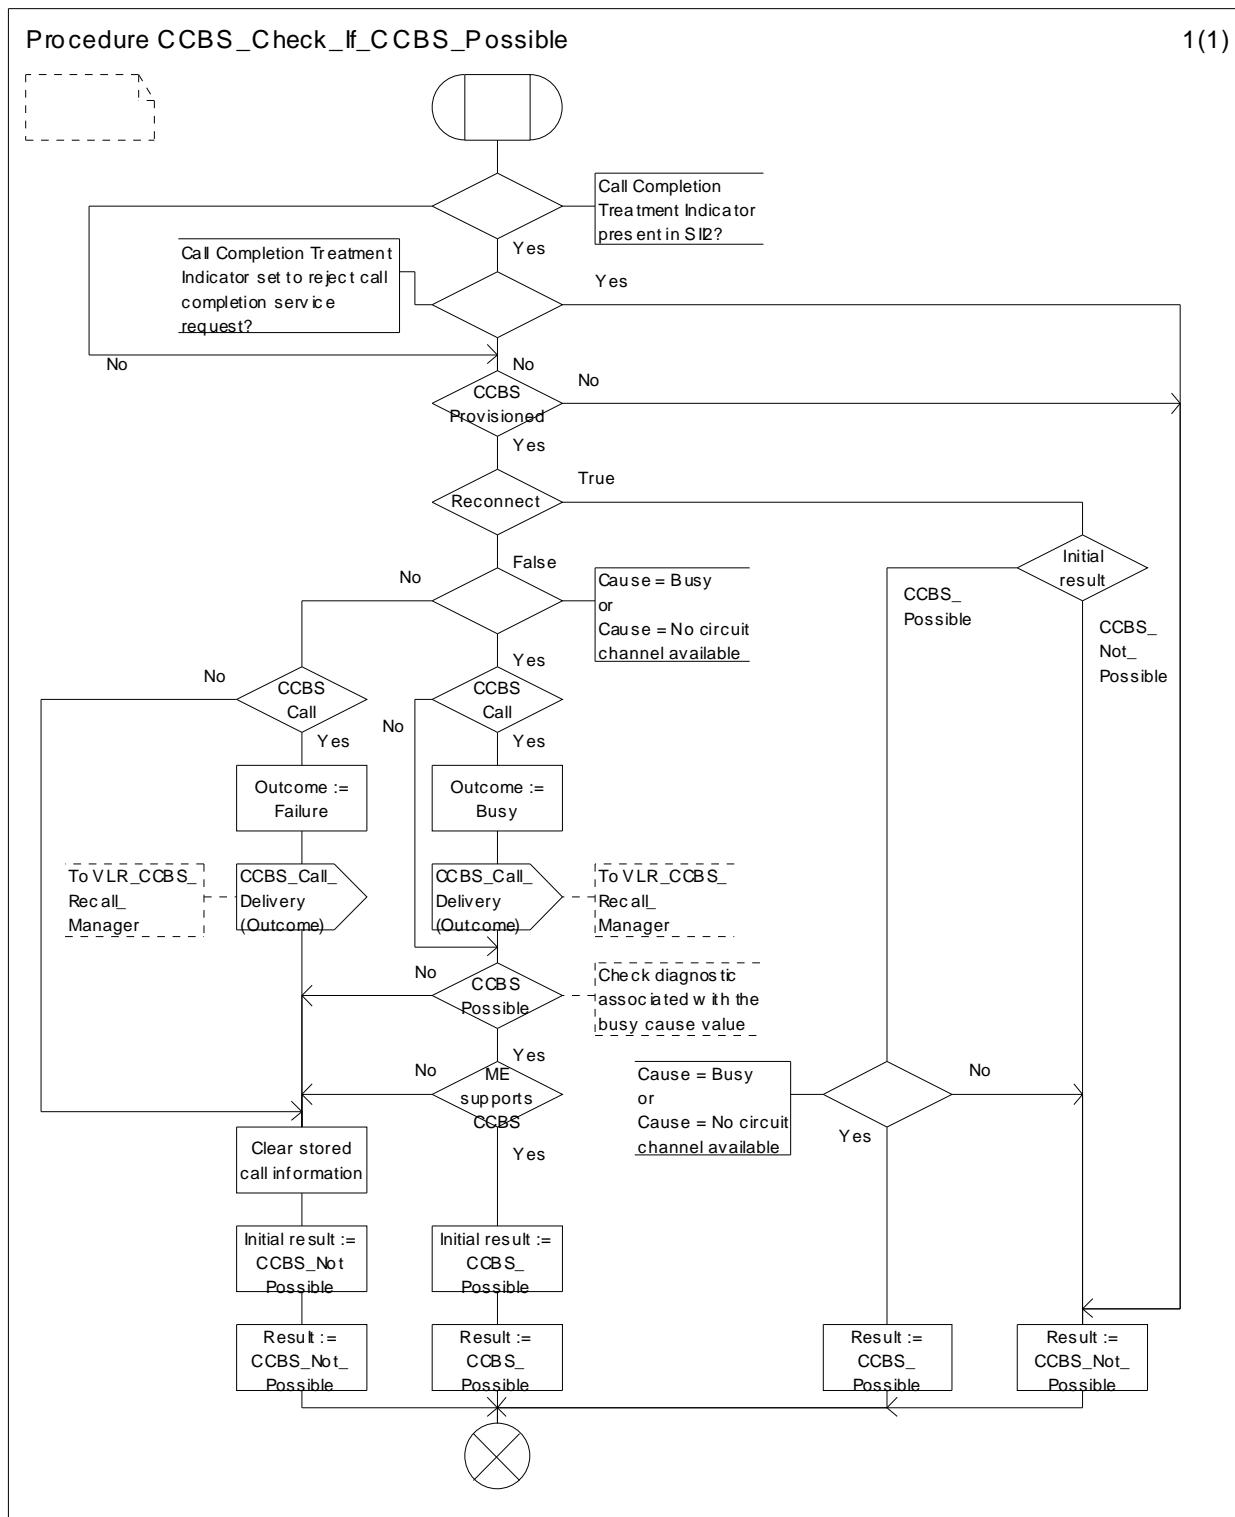 Procedure CCBS_Check_If_CCBS_Possible
1(1)
Call Completion
Treatment Indicator
present in SII2?
Yes
Call Completion Treatment
Indicator set to reject call
completion service
request?
Yes
No
No
CCBS
Provisioned
No
Yes
Reconnect
True
False
Initial
result
No
Cause = Busy
or
Cause = No circuit
channel available
CCBS_
Possible
CCBS_
Not_
Possible
Yes
No
CCBS
Call
No
CCBS
Call
Yes
Yes
Outcome :=
Failure
Outcome :=
Busy
To VLR_CCBS_
Recall_
Manager
CCBS_Call_
Delivery
(Outcome)
CCBS_Call_
Delivery
(Outcome)
To VLR_CCBS_
Recall_
Manager
No
CCBS
Possible
Check diagnostic
associated with the
busy cause value
Yes
No
ME
supports
CCBS
Cause = Busy
or
Cause = No circuit
channel available
No
Yes
Yes
Clear stored
call information
Initial result :=
CCBS_Not
Possible
Initial result :=
CCBS_
Possible
Result :=
CCBS_Not_
Possible
Result :=
CCBS_
Possible
Result :=
CCBS_
Possible
Result :=
CCBS_Not_
Possible